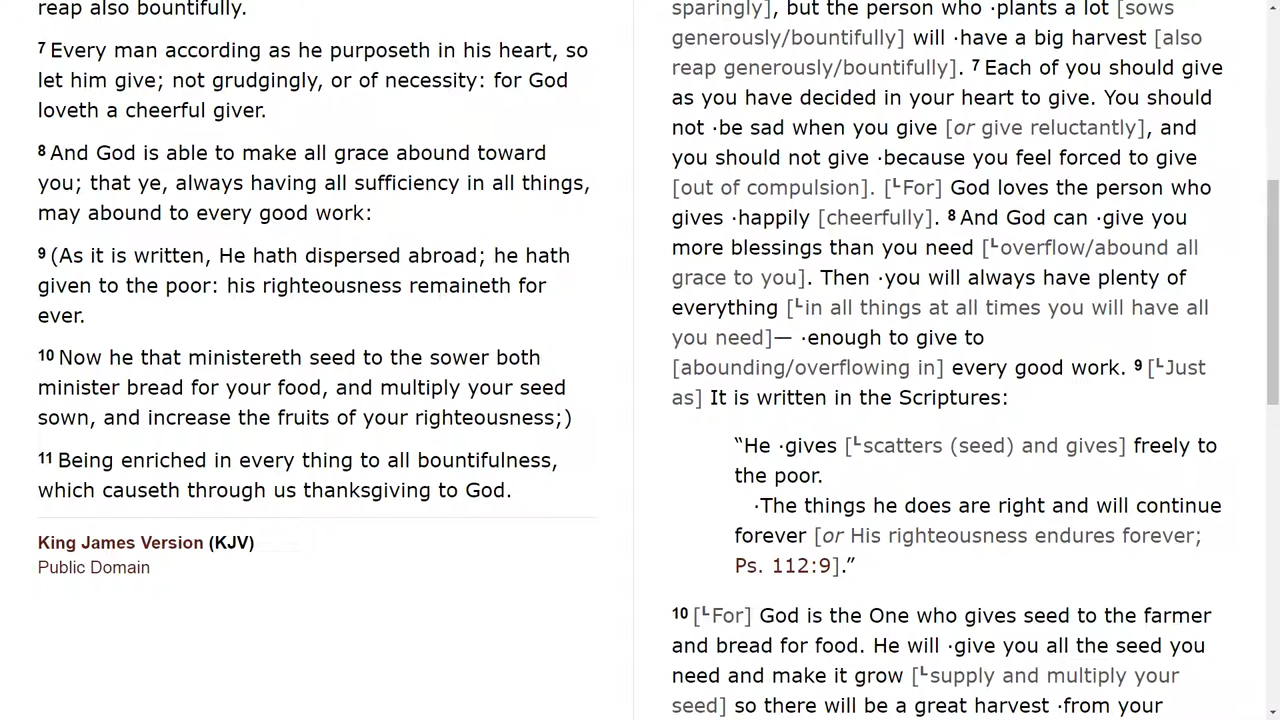 reap also bountifully.
7 Every man according as he purposeth in his heart, so
let him give; not grudgingly, or of necessity: for God
loveth a cheerful giver.
8 And God is able to make all grace abound toward
you; that ye, always having all sufficiency in all things,
may abound to every good work:
9 (As it is written, He hath dispersed abroad; he hath
given to the poor: his righteousness remaineth for
ever.
10 Now he that ministereth seed to the sower both
minister bread for your food, and multiply your seed
sown, and increase the fruits of your righteousness;)
11 Being enriched in every thing to all bountifulness,
which causeth through us thanksgiving to God.
King James Version (KJV)
Public Domain
sparingly], but the person who ·plants a lot [sows
generously/bountifully] will ·have a big harvest [also
reap generously/bountifully]. 7 Each of you should give
as you have decided in your heart to give. You should
not ·be sad when you give [or give reluctantly], and
you should not give ·because you feel forced to give
[out of compulsion]. [ᴸFor] God loves the person who
gives ·happily [cheerfully]. 8 And God can ·give you
more blessings than you need [ᴸoverflow/abound all
grace to you]. Then ·you will always have plenty of
everything [ᴸin all things at all times you will have all
you need]— ·enough to give to
[abounding/overflowing in] every good work. 9 [ᴸJust
as] It is written in the Scriptures:
“He ·gives [ᴸscatters (seed) and gives] freely to
the poor.
·The things he does are right and will continue
forever [or His righteousness endures forever;
Ps. 112:9].”
10 [ᴸFor] God is the One who gives seed to the farmer
and bread for food. He will ·give you all the seed you
need and make it grow [ᴸsupply and multiply your
seed] so there will be a great harvest ·from your